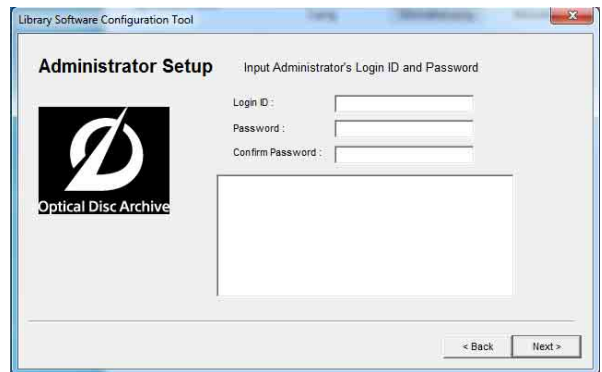 Library Software Configuration Tool
Administrator Setup
Input Administrator's Login ID and Password
Login ID :
Password :
Confirm Password :
Optical Disc Archive
< Back
Next >